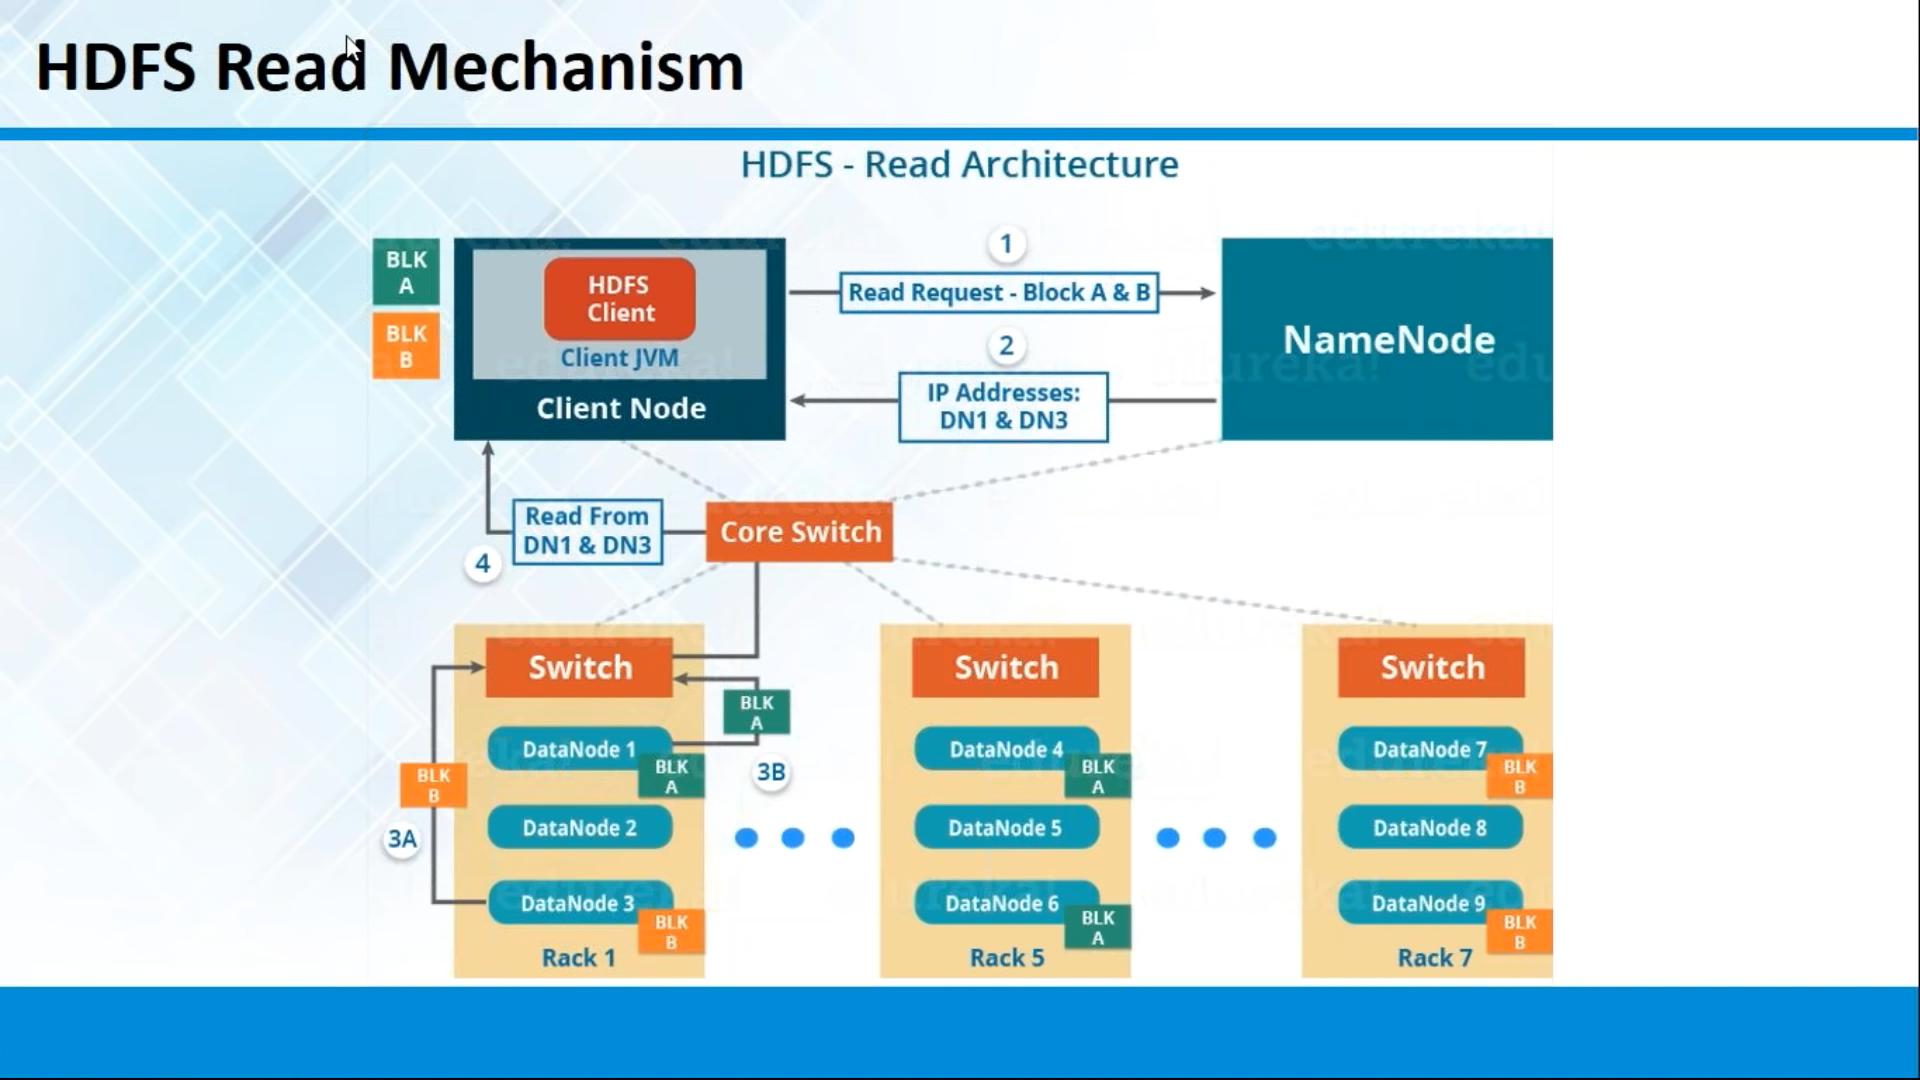 HDFS Read Mechanism
HDFS - Read Architecture
BLK
A
BLK
B
HDFS
Client
Client JVM
Client Node
1
Read Request - Block A & B
2
IP Addresses:
DN1 & DN3
NameNode
Read From
DN1 & DN3
4
Core Switch
Switch
BLK
A
DataNode 1
BLK
A
3B
BLK
B
3A
DataNode 2
DataNode 3
BLK
B
Rack 1
Switch
DataNode 4
BLK
A
DataNode 5
DataNode 6
BLK
A
Rack 5
Switch
DataNode 7
BLK
B
DataNode 8
DataNode 9
BLK
B
Rack 7
edureka!